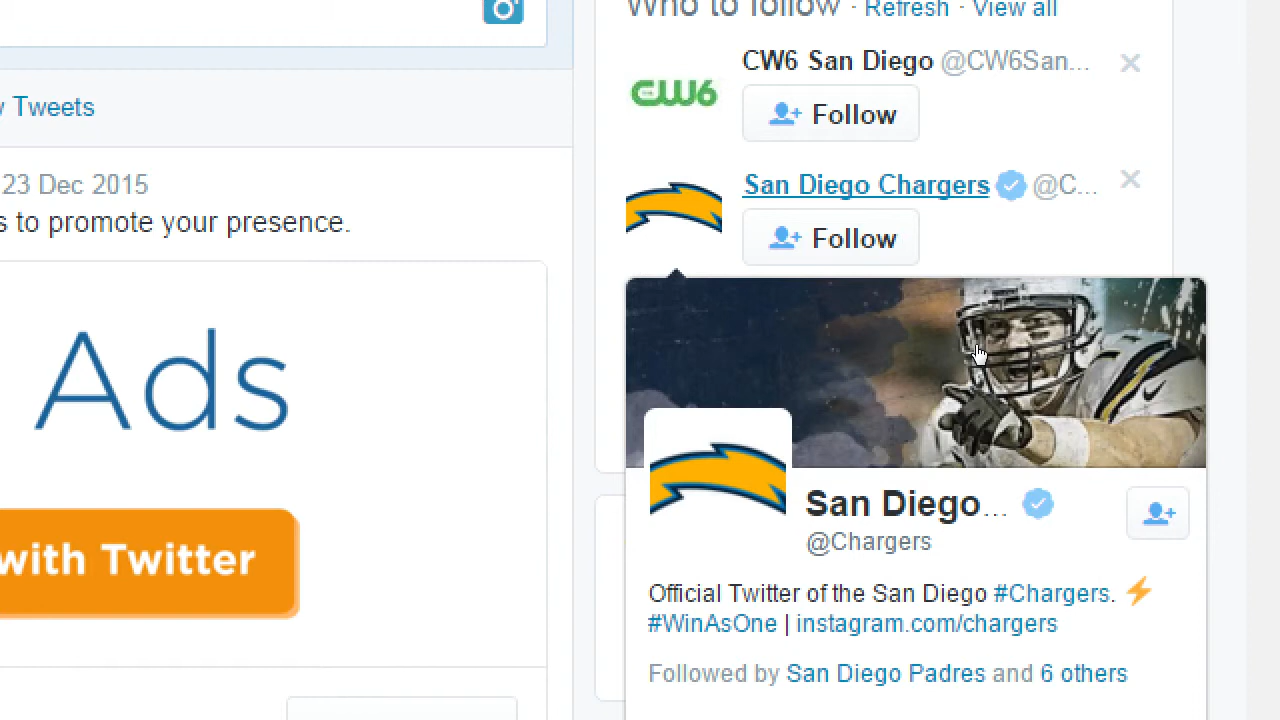 Who to follow · Refresh · View all
CW6 San Diego @CW6San...
CW6
Follow
Tweets
23 Dec 2015
San Diego Chargers @C...
s to promote your presence.
Follow
Ads
San Diego...
@Chargers
with Twitter
Official Twitter of the San Diego #Chargers. ⚡
#WinAsOne | instagram.com/chargers
Followed by San Diego Padres and 6 others